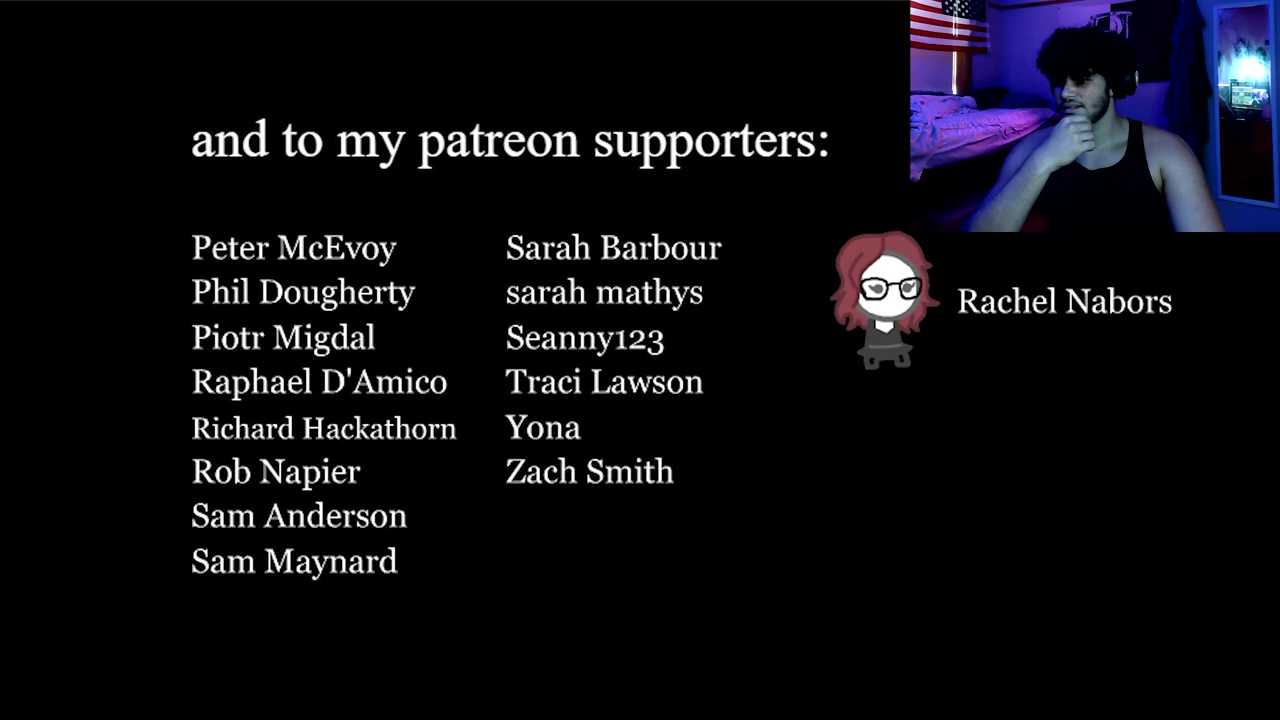 and to my patreon supporters:
Peter McEvoy
Phil Dougherty
Piotr Migdal
Raphael D'Amico
Richard Hackathorn
Rob Napier
Sam Anderson
Sam Maynard
Sarah Barbour
sarah mathys
Seanny123
Traci Lawson
Yona
Zach Smith
Rachel Nabors